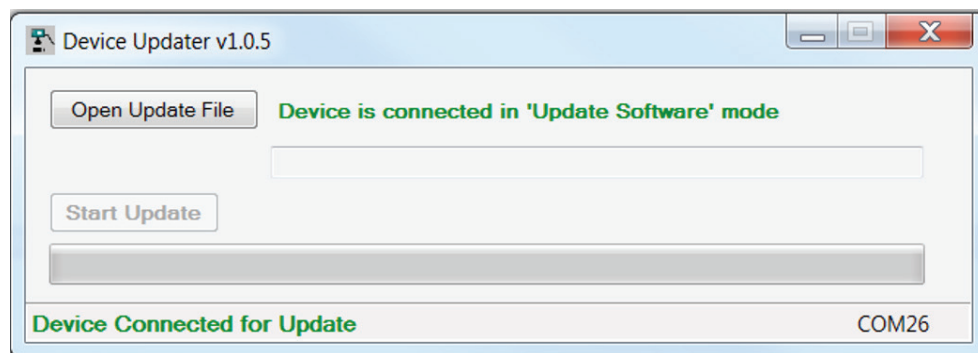 Device Updater v1.0.5
Open Update File
Device is connected in 'Update Software' mode
Start Update
Device Connected for Update
COM26